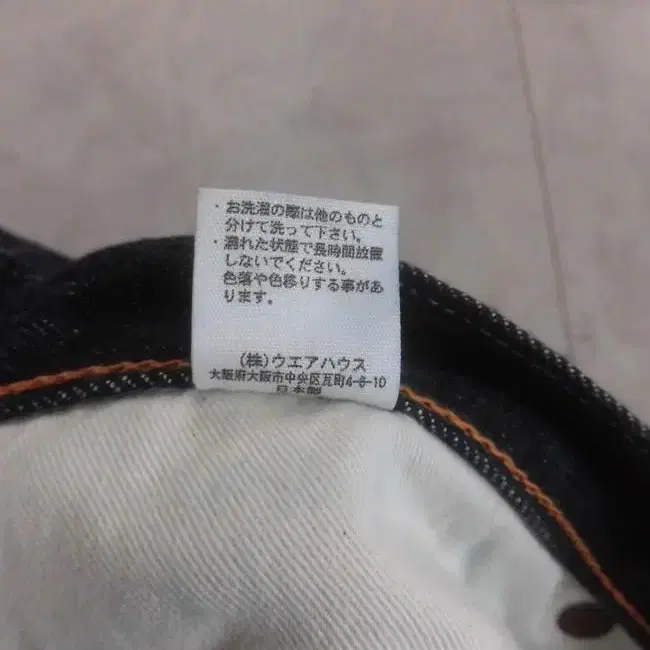 ・お洗濯の際は他のものと
分けて洗って下さい。
・濡れた状態で長時間放置
しないでください。
色落や色移りする事があ
ります。
(株)ウエアハウス
大阪府大阪市中央区瓦町4-6-10
日本製